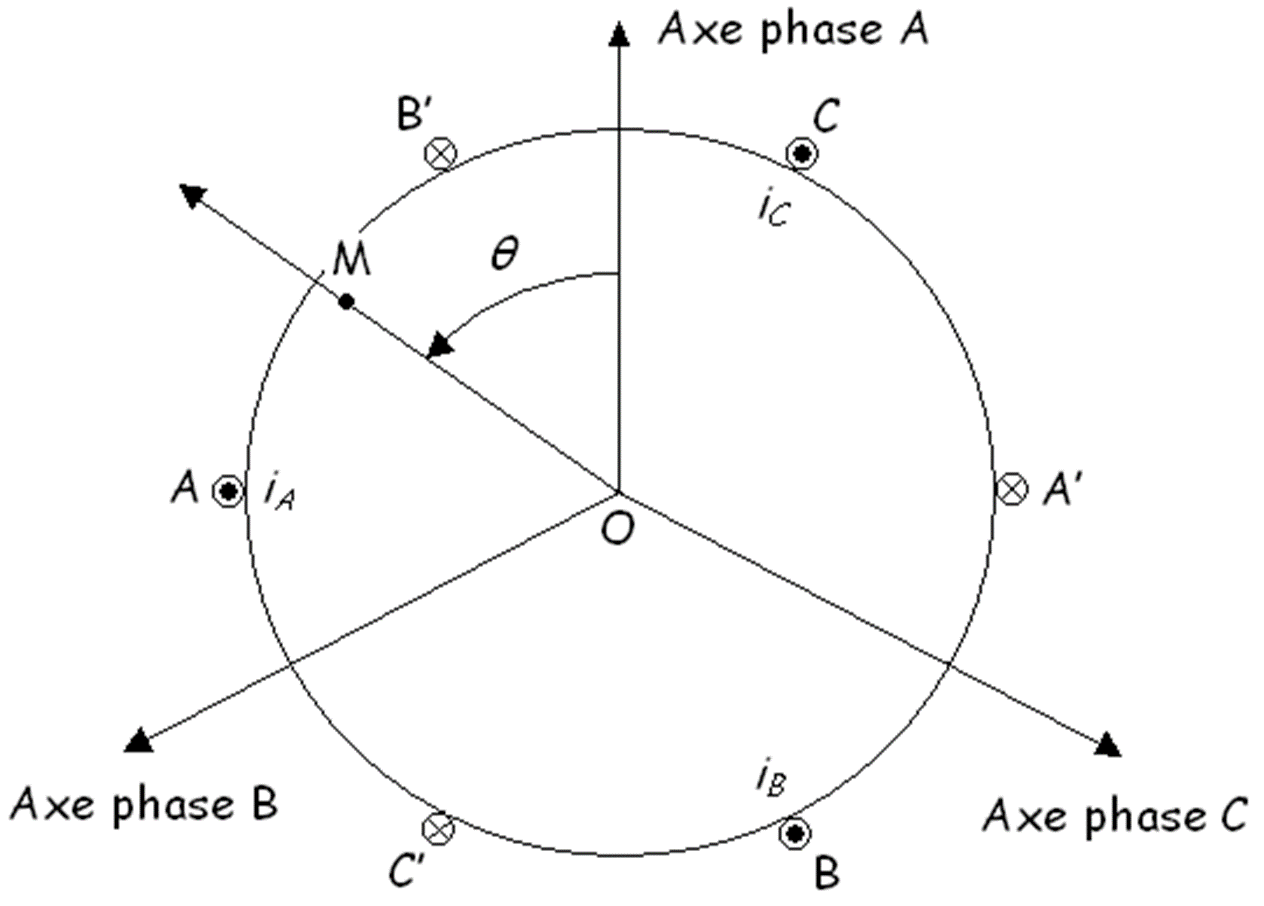 Axe phase A
B'
C
i_C
M
θ
A
i_A
A'
O
i_B
Axe phase B
Axe phase C
C'
B